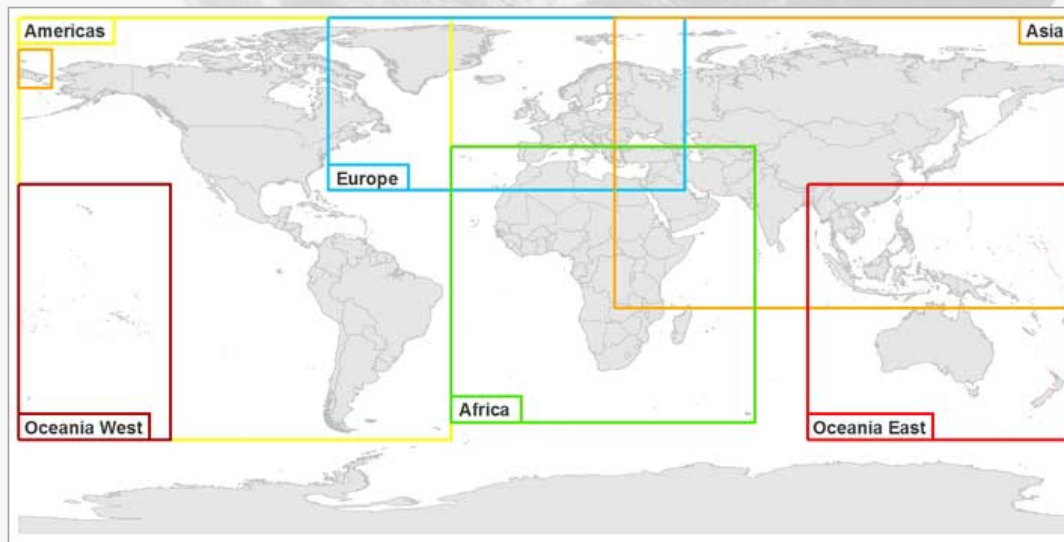 Americas
Asia
Europe
Africa
Oceania West
Oceania East